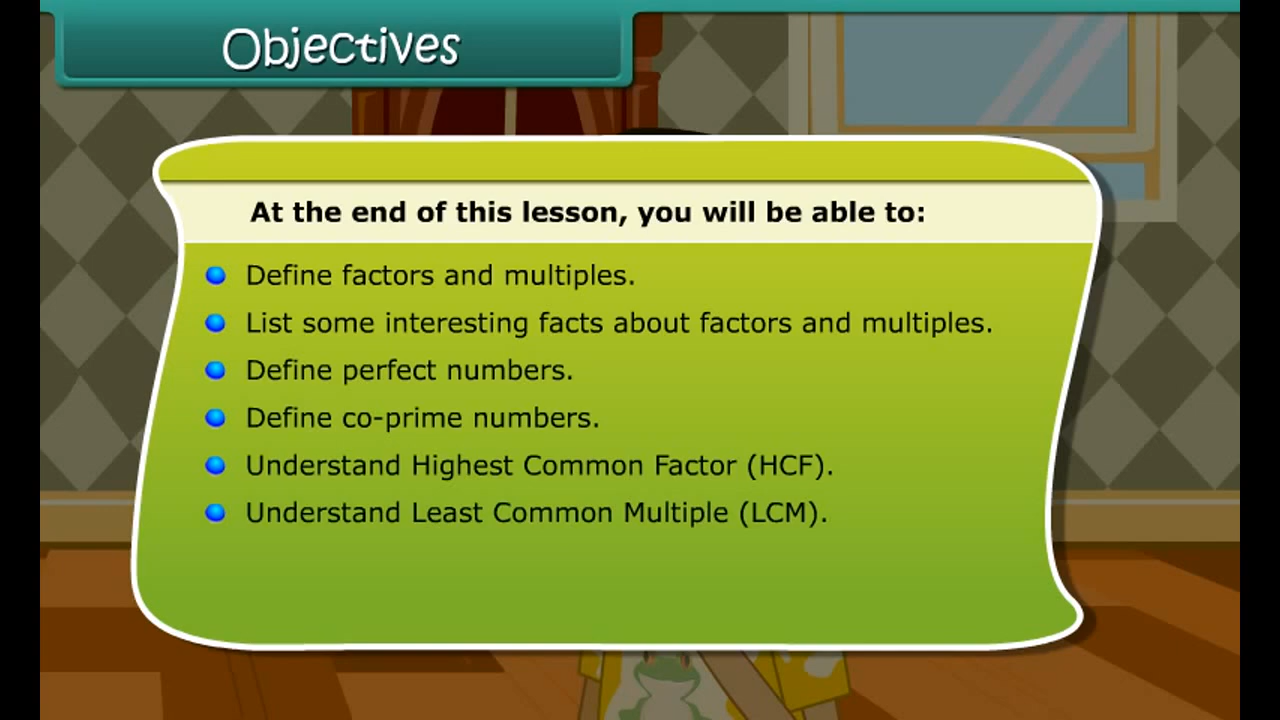 Objectives
At the end of this lesson, you will be able to:
Define factors and multiples.
List some interesting facts about factors and multiples.
Define perfect numbers.
Define co-prime numbers.
Understand Highest Common Factor (HCF).
Understand Least Common Multiple (LCM).